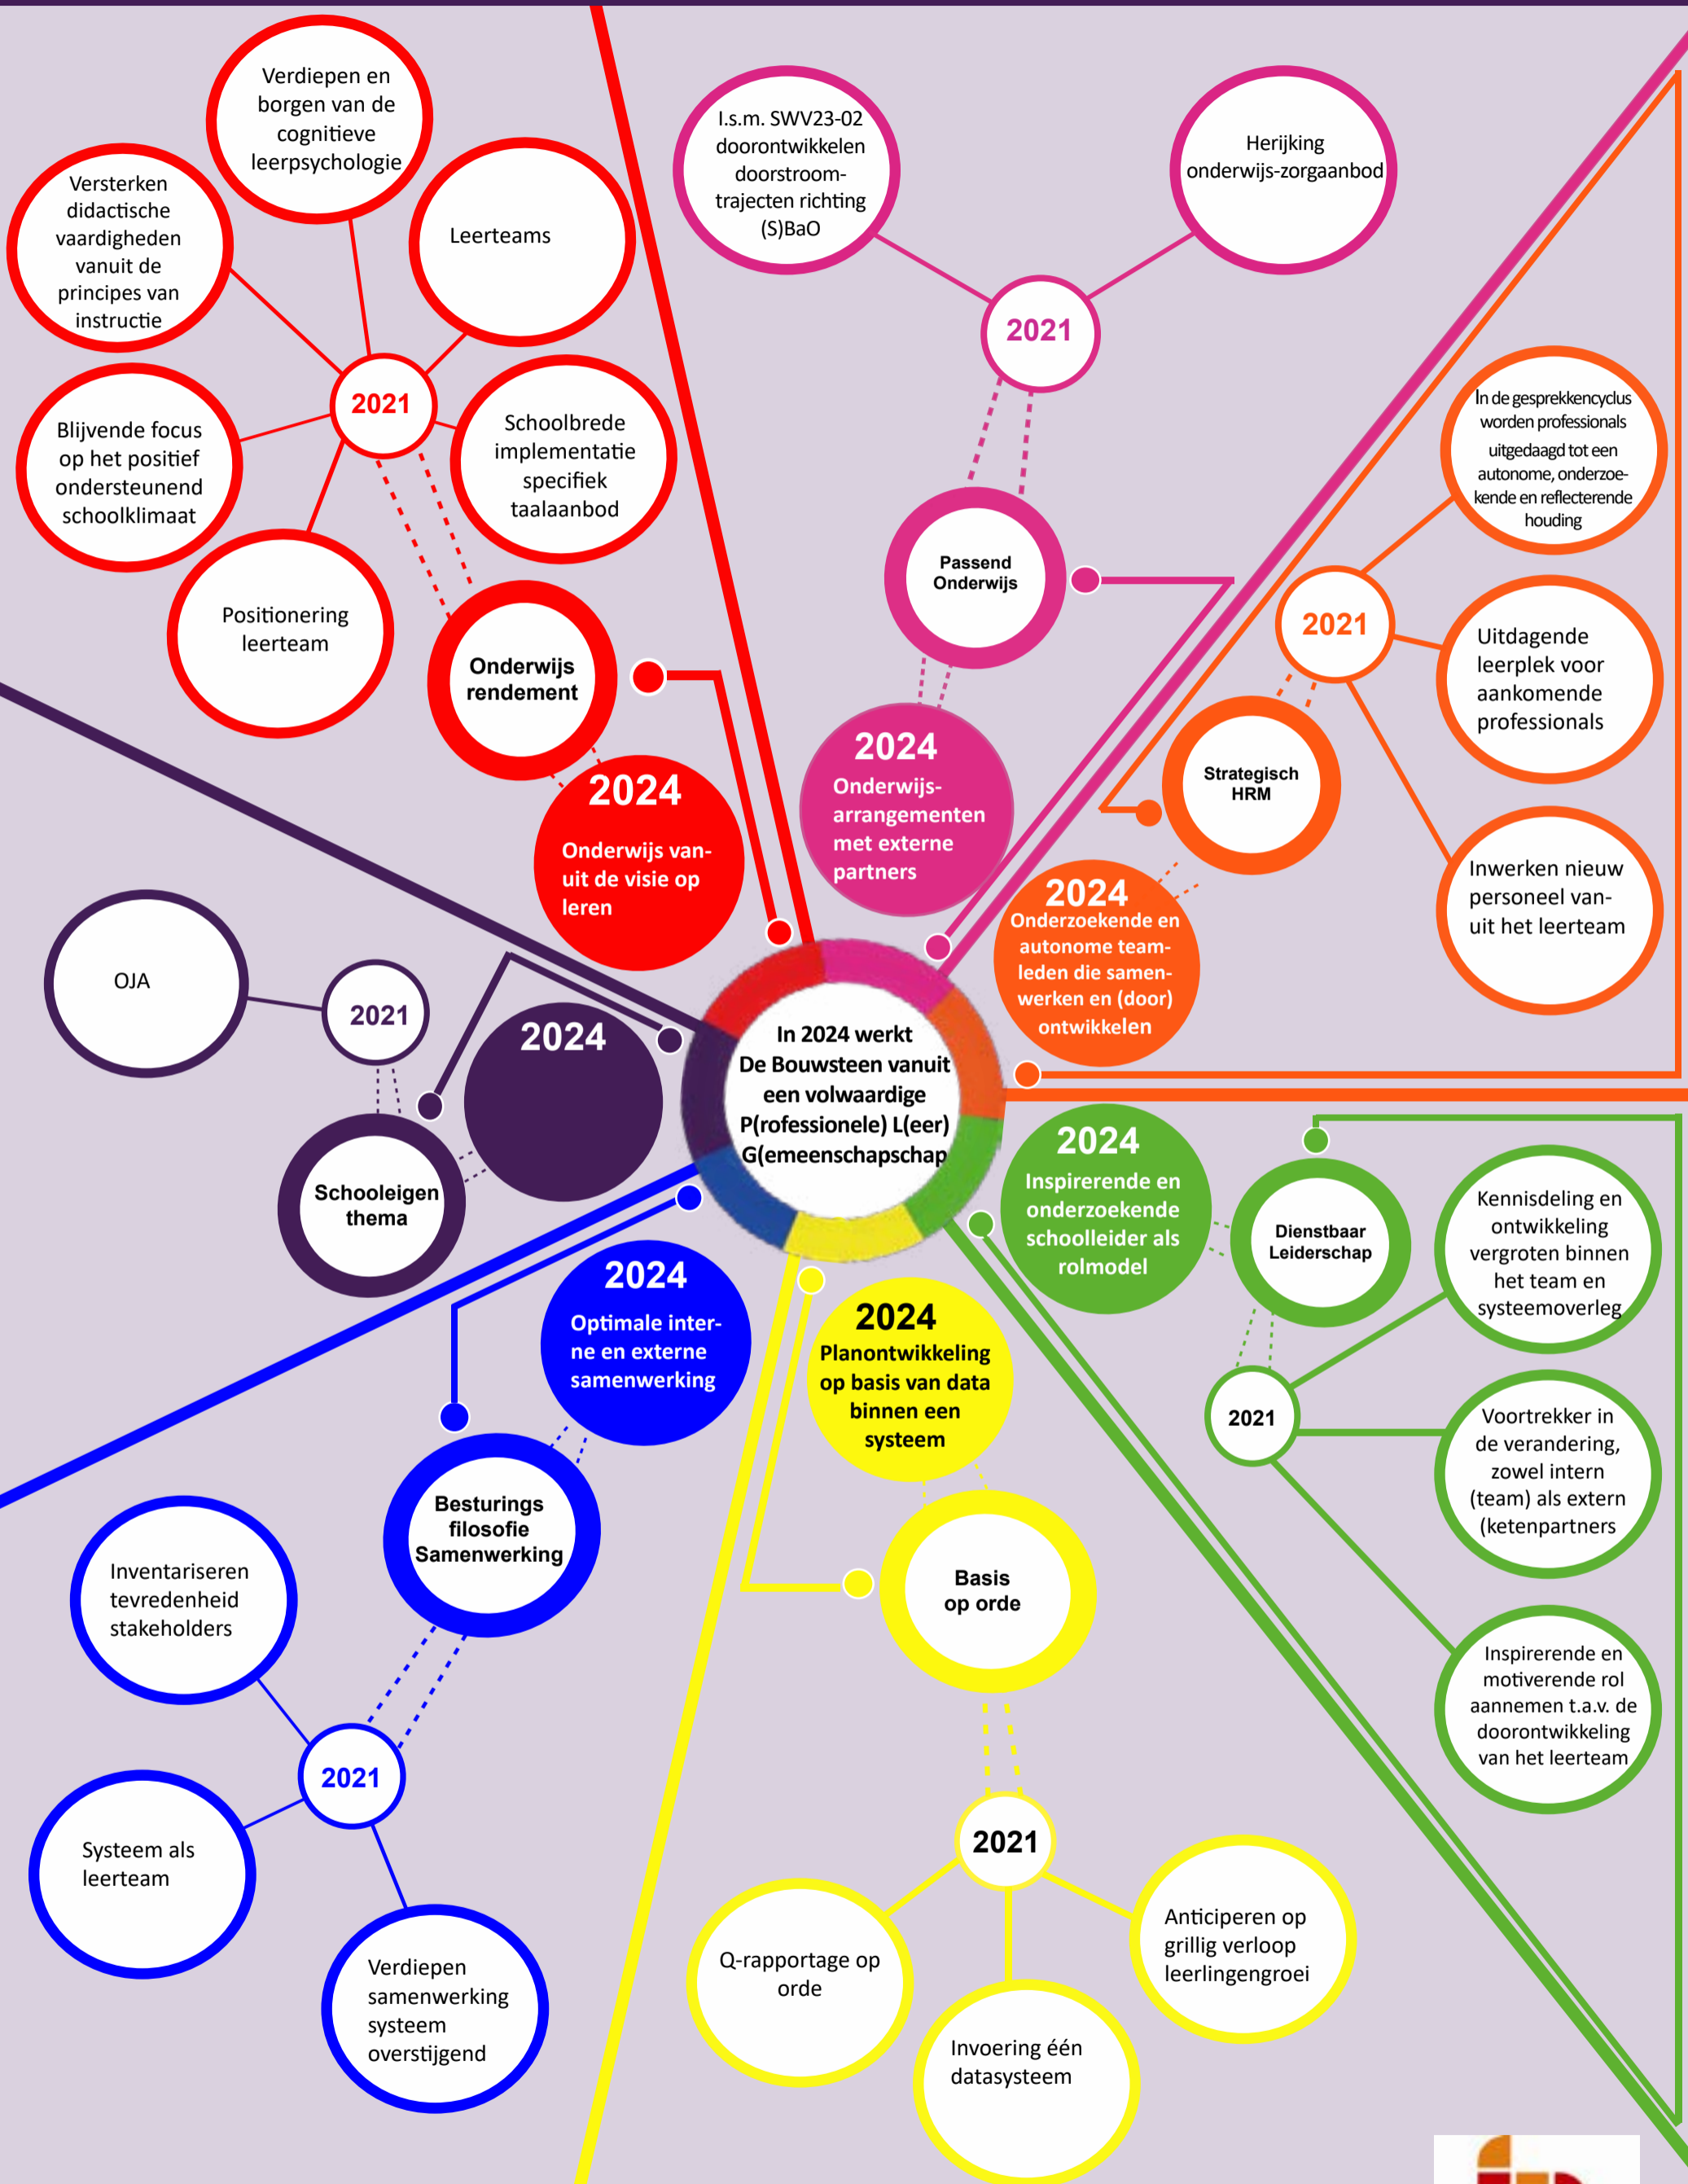 Verdiepen en
borgen van de
cognitieve
leerpsychologie
Versterken
didactische
vaardigheden
vanuit de
principes van
instructie
Leerteams
2021
Blijvende focus
op het positief
ondersteunend
schoolklimaat
Schoolbrede
implementatie
specifiek
taalaanbod
Positionering
leerteam
Onderwijs
rendement
2024
Onderwijs van-
uit de visie op
leren
I.s.m. SWV23-02
doorontwikkelen
doorstroom-
trajecten richting
(S)BaO
Herijking
onderwijs-zorgaanbod
2021
Passend
Onderwijs
2024
Onderwijs-
arrangementen
met externe
partners
In de gesprekkencyclus
worden professionals
uitgedaagd tot een
autonome, onderzoe-
kende en reflecterende
houding
2021
Uitdagende
leerplek voor
aankomende
professionals
Strategisch
HRM
Inwerken nieuw
personeel van-
uit het leerteam
2024
Onderzoekende en
autonome team-
leden die samen-
werken en (door)
ontwikkelen
OJA
2021
2024
Schooleigen
thema
In 2024 werkt
De Bouwsteen vanuit
een volwaardige
P(rofessionele) L(eer)
G(emeenschapschap
2024
Inspirerende en
onderzoekende
schoolleider als
rolmodel
Dienstbaar
Leiderschap
Kennisdeling en
ontwikkeling
vergroten binnen
het team en
systeemoverleg
2021
Voortrekker in
de verandering,
zowel intern
(team) als extern
(ketenpartners
Inspirerende en
motiverende rol
aannemen t.a.v. de
doorontwikkeling
van het leerteam
2024
Optimale inter-
ne en externe
samenwerking
Besturings
filosofie
Samenwerking
Inventariseren
tevredenheid
stakeholders
2021
Systeem als
leerteam
Verdiepen
samenwerking
systeem
overstijgend
2024
Planontwikkeling
op basis van data
binnen een
systeem
Basis
op orde
2021
Q-rapportage op
orde
Invoering één
datasysteem
Anticiperen op
grillig verloop
leerlingengroei